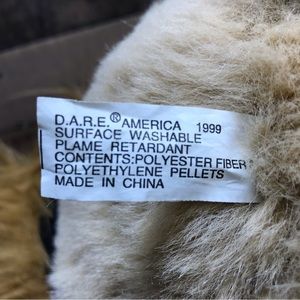 D.A.R.E.® AMERICA 1999
SURFACE WASHABLE
PLAME RETARDANT
CONTENTS:POLYESTER FIBER
POLYETHYLENE PELLETS
MADE IN CHINA